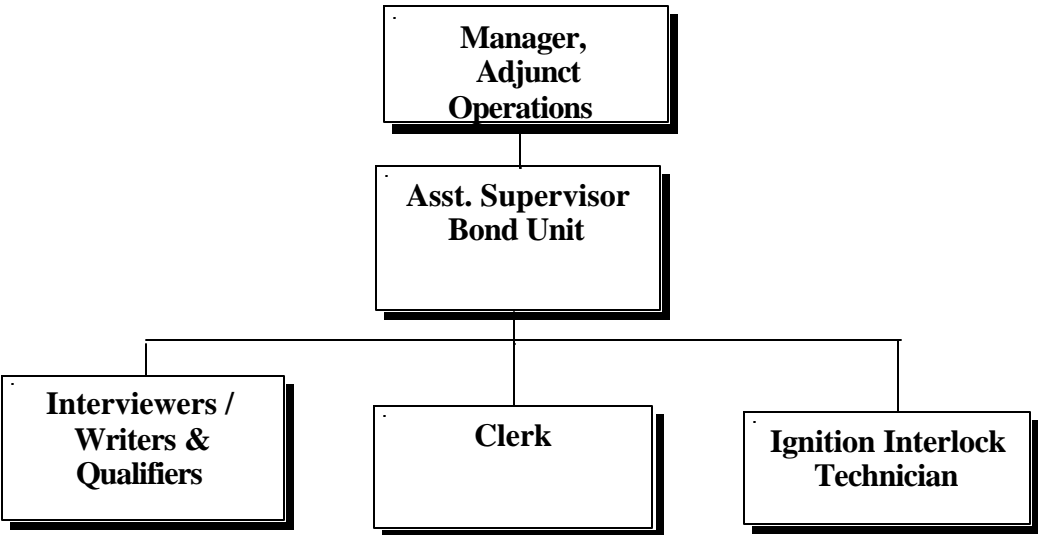 Manager,
Adjunct
Operations
Asst. Supervisor
Bond Unit
Interviewers /
Writers &
Qualifiers
Clerk
Ignition Interlock
Technician